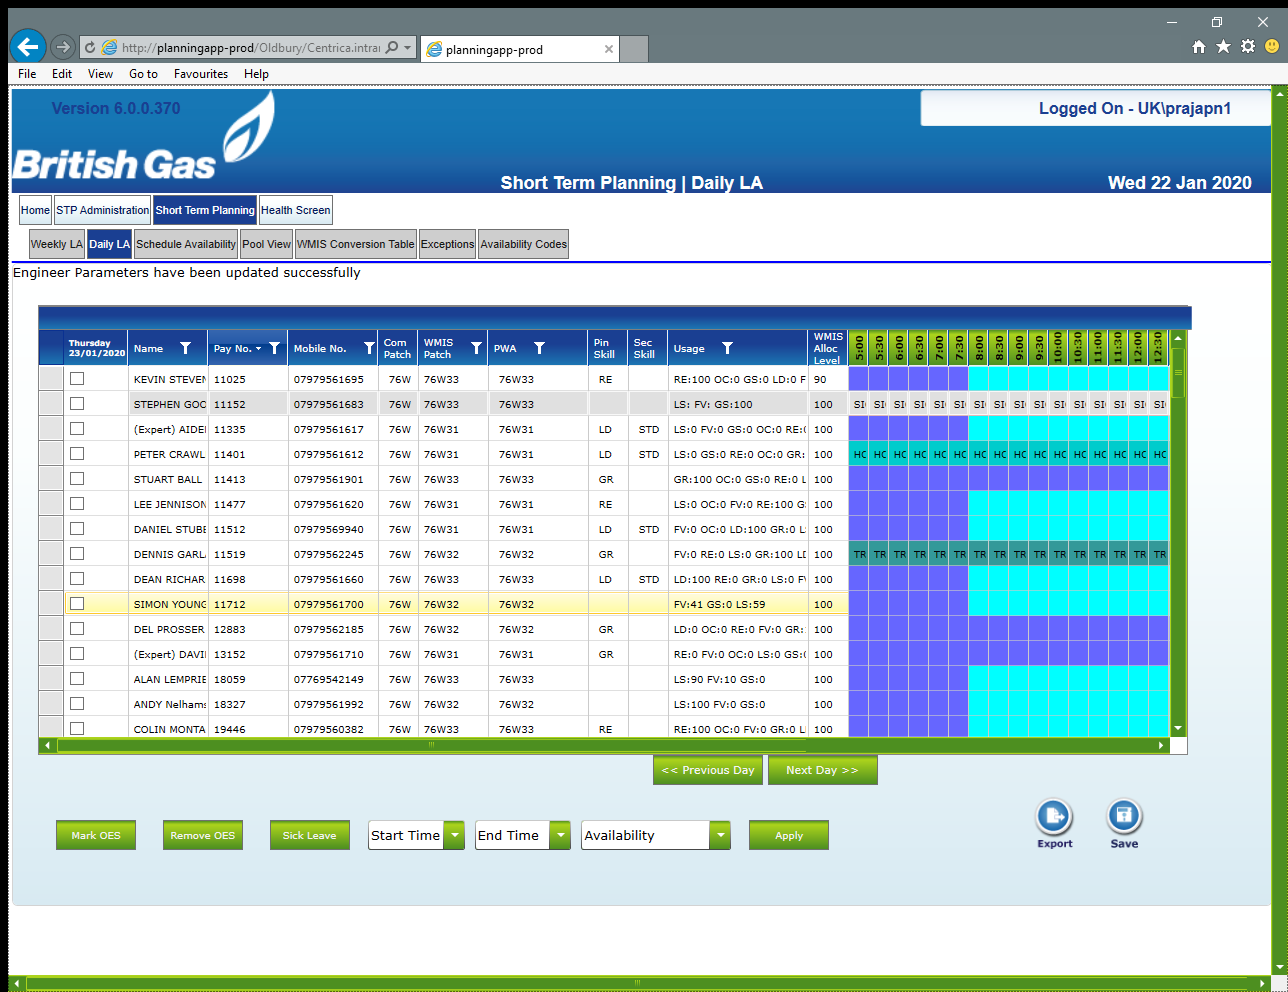 http://planningapp-prod/Oldbury/Centrica.intra
planningapp-prod
File Edit View Go to Favourites Help
Version 6.0.0.370
Logged On - UK\prajapn1
British Gas
Short Term Planning | Daily LA
Wed 22 Jan 2020
Home STP Administration Short Term Planning Health Screen
Weekly LA Daily LA Schedule Availability Pool View WMIS Conversion Table Exceptions Availability Codes
Engineer Parameters have been updated successfully
Thursday 23/01/2020 Name Pay No. Mobile No. Com Patch WMIS Patch PWA Pin Skill Sec Skill Usage WMIS Alloc Level 5:00 5:30 6:00 6:30 7:00 7:30 8:00 8:30 9:00 9:30 10:00 10:30 11:00 11:30 12:00 12:30
KEVIN STEVEN 11025 07979561695 76W 76W33 76W33 RE RE:100 OC:0 GS:0 LD:0 F 90
STEPHEN GOO 11152 07979561683 76W 76W33 76W33 LS: FV: GS:100 100 SI SI SI SI SI SI SI SI SI SI SI SI SI SI SI SI
(Expert) AIDE 11335 07979561617 76W 76W31 76W31 LD STD LS:0 FV:0 GS:0 OC:0 RE:0 100
PETER CRAWL 11401 07979561612 76W 76W31 76W31 LD STD LS:0 GS:0 RE:0 OC:0 GR: 100 HO HO HO HO HO HO HO HO HO HO HO HO HO HO HO HO
STUART BALL 11413 07979561901 76W 76W33 76W33 GR GR:100 OC:0 GS:0 RE:0 L 100
LEE JENNISON 11477 07979561620 76W 76W31 76W31 RE LS:0 OC:0 FV:0 RE:100 G 100
DANIEL STUBE 11512 07979569940 76W 76W31 76W31 LD STD FV:0 OC:0 LD:100 GR:0 L 100
DENNIS GARL 11519 07979562245 76W 76W32 76W32 GR FV:0 RE:0 LS:0 GR:100 LD 100 TR TR TR TR TR TR TR TR TR TR TR TR TR TR TR TR
DEAN RICHAR 11698 07979561660 76W 76W33 76W33 LD STD LD:100 RE:0 GR:0 LS:0 F 100
SIMON YOUNG 11712 07979561700 76W 76W32 76W32 FV:41 GS:0 LS:59 100
DEL PROSSER 12883 07979562185 76W 76W32 76W32 GR LD:0 OC:0 RE:0 FV:0 GR: 100
(Expert) DAVI 13152 07979561710 76W 76W31 76W31 GR RE:0 FV:0 OC:0 LS:0 GS:0 100
ALAN LEMPRIE 18059 07769542149 76W 76W33 76W33 LS:90 FV:10 GS:0 100
ANDY Nelhams 18327 07979561992 76W 76W32 76W32 LS:100 FV:0 GS:0 100
COLIN MONTA 19446 07979560382 76W 76W33 76W33 RE RE:100 OC:0 FV:0 GR:0 L 100
<< Previous Day Next Day >>
Mark OES Remove OES Sick Leave Start Time End Time Availability Apply
Export Save